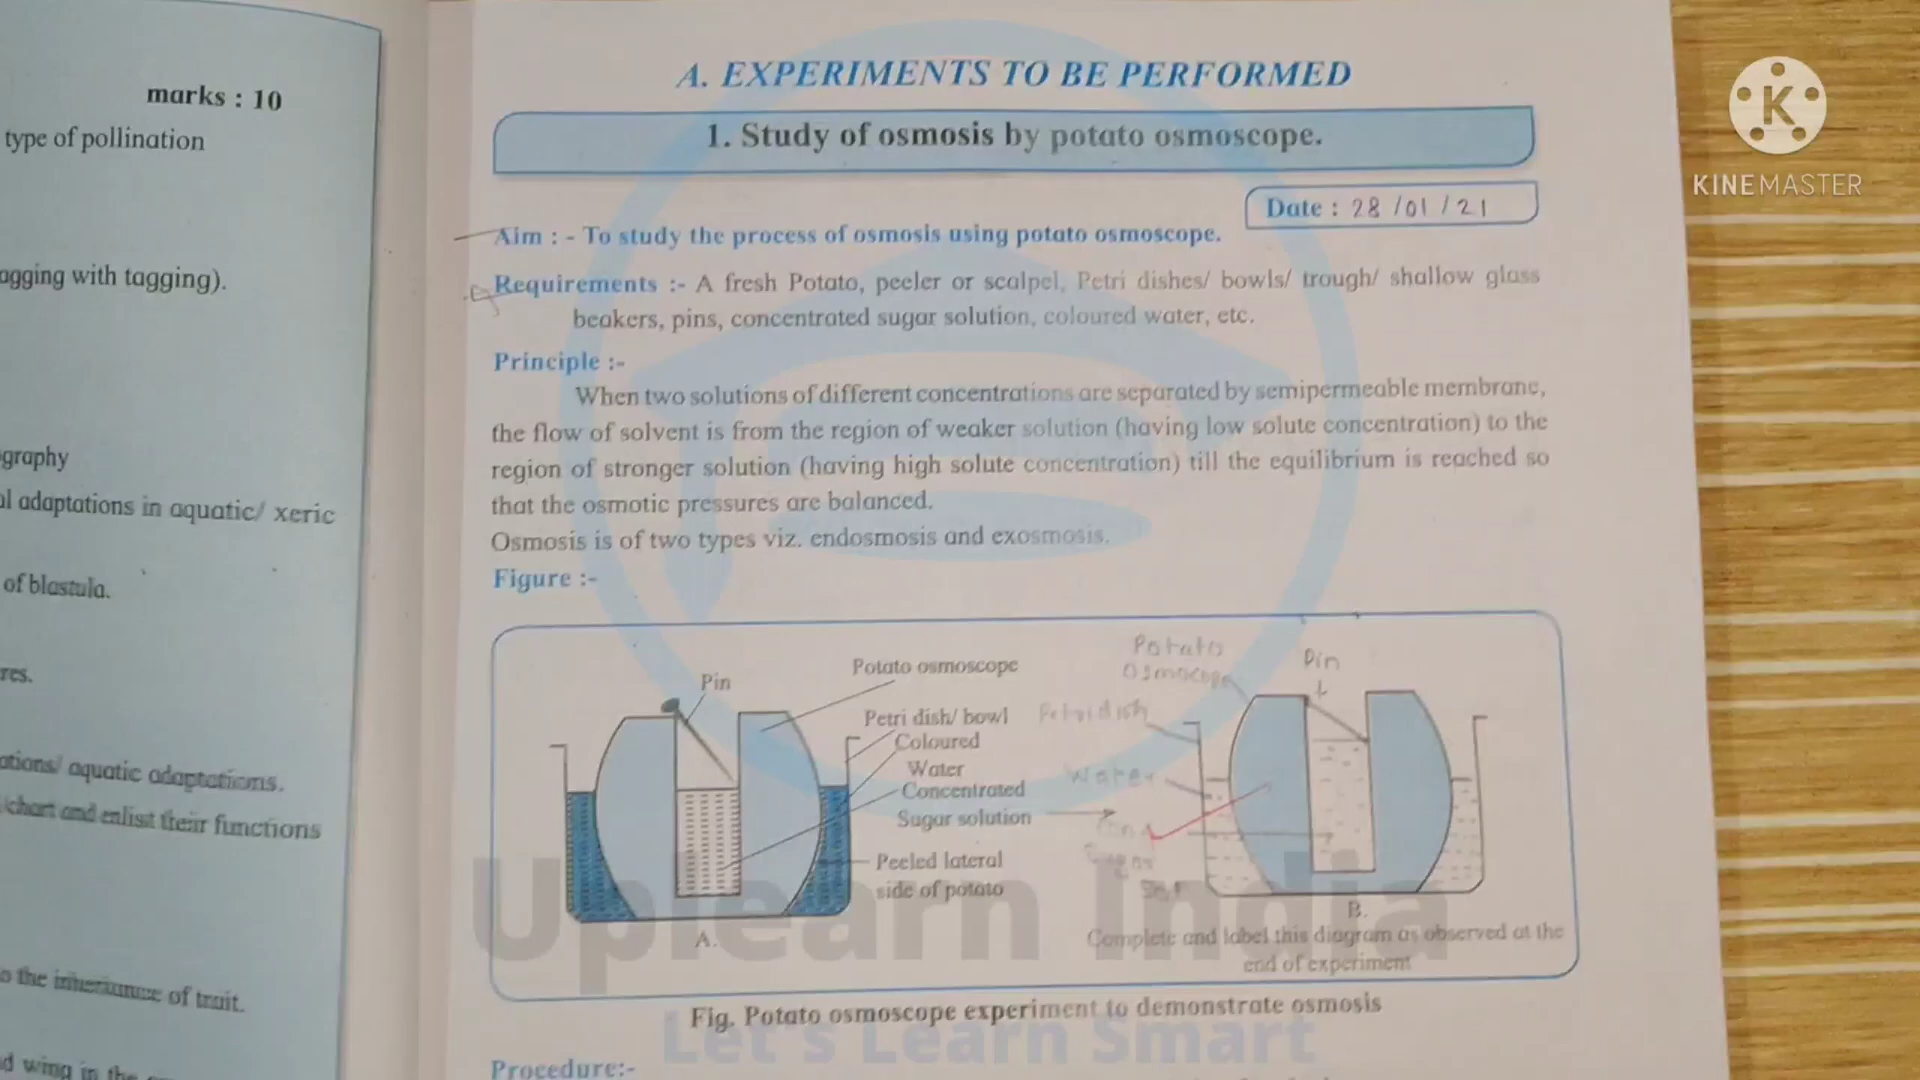 marks : 10
type of pollination
agging with tagging).
graphy
al adaptations in aquatic/ xeric
of blastula.
res.
ations/ aquatic adaptations.
chart and enlist their functions
o the inheritance of trait.
d wing in the
A. EXPERIMENTS TO BE PERFORMED
1. Study of osmosis by potato osmoscope.
Date : 28/01/21
Aim : - To study the process of osmosis using potato osmoscope.
Requirements :- A fresh Potato, peeler or scalpel, Petri dishes/ bowls/ trough/ shallow glass
beakers, pins, concentrated sugar solution, coloured water, etc.
Principle :-
When two solutions of different concentrations are separated by semipermeable membrane,
the flow of solvent is from the region of weaker solution (having low solute concentration) to the
region of stronger solution (having high solute concentration) till the equilibrium is reached so
that the osmotic pressures are balanced.
Osmosis is of two types viz. endosmosis and exosmosis.
Figure :-
Pin
Potato osmoscope
Petri dish/ bowl
Coloured
Water
Concentrated
Sugar solution
Peeled lateral
side of potato
A.
Potato
osmoscope
Pin
Petridish
Water
Sugar
B.
Complete and label this diagram as observed at the
end of experiment
Fig. Potato osmoscope experiment to demonstrate osmosis
Procedure:-
Uplearn India
Let's Learn Smart
K
KINEMASTER